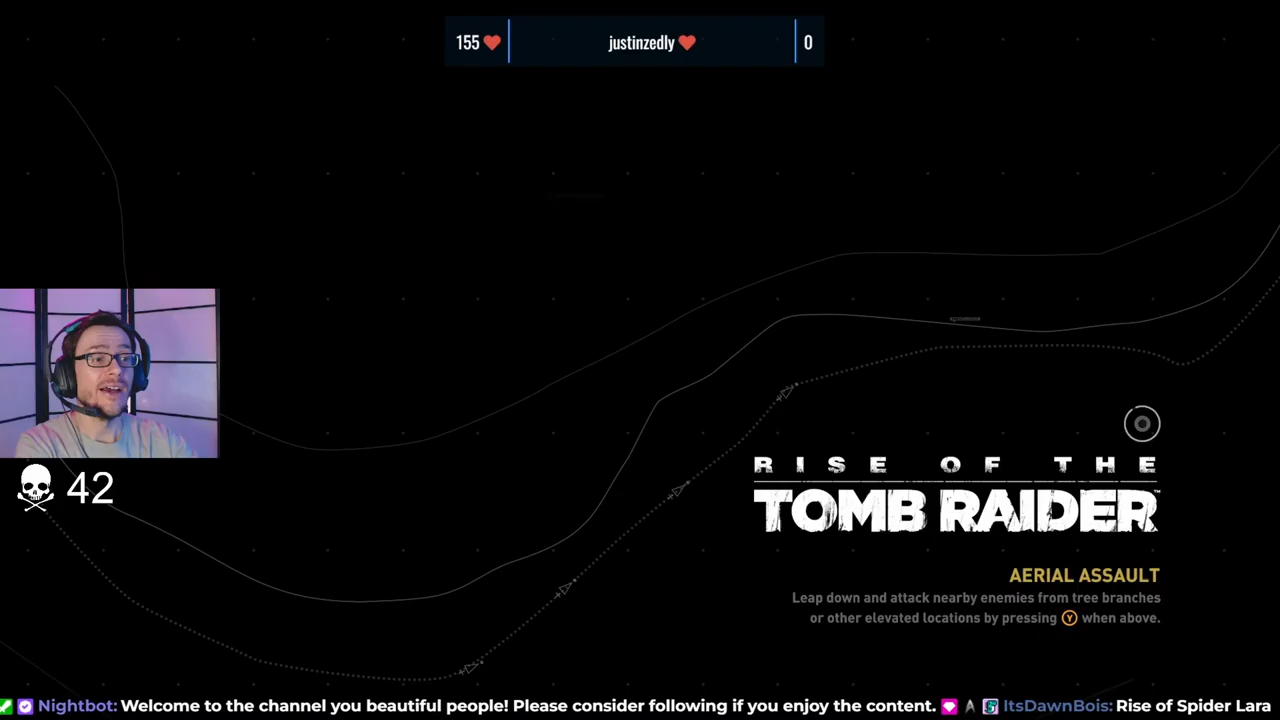 155 ❤ justinzedly ❤ 0
42
RISE OF THE
TOMB RAIDER™
AERIAL ASSAULT
Leap down and attack nearby enemies from tree branches
or other elevated locations by pressing Y when above.
Nightbot: Welcome to the channel you beautiful people! Please consider following if you enjoy the content. ItsDawnBois: Rise of Spider Lara